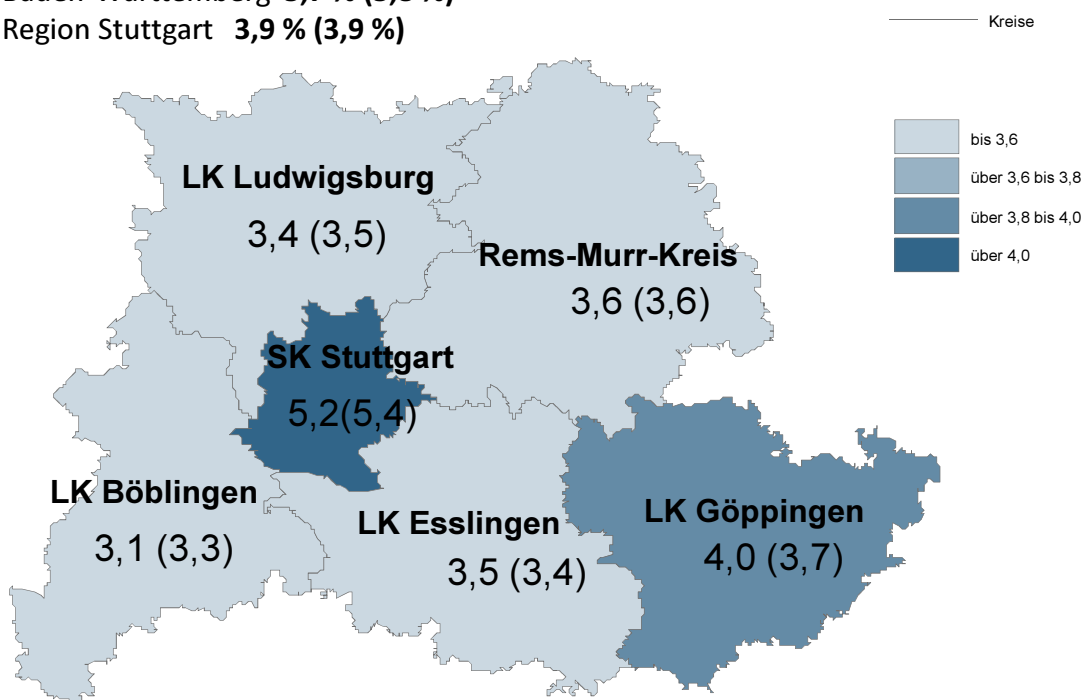 Region Stuttgart 3,9 % (3,9 %)
Kreise
bis 3,6
über 3,6 bis 3,8
über 3,8 bis 4,0
über 4,0
LK Ludwigsburg
3,4 (3,5)
Rems-Murr-Kreis
3,6 (3,6)
SK Stuttgart
5,2(5,4)
LK Böblingen
3,1 (3,3)
LK Esslingen
3,5 (3,4)
LK Göppingen
4,0 (3,7)